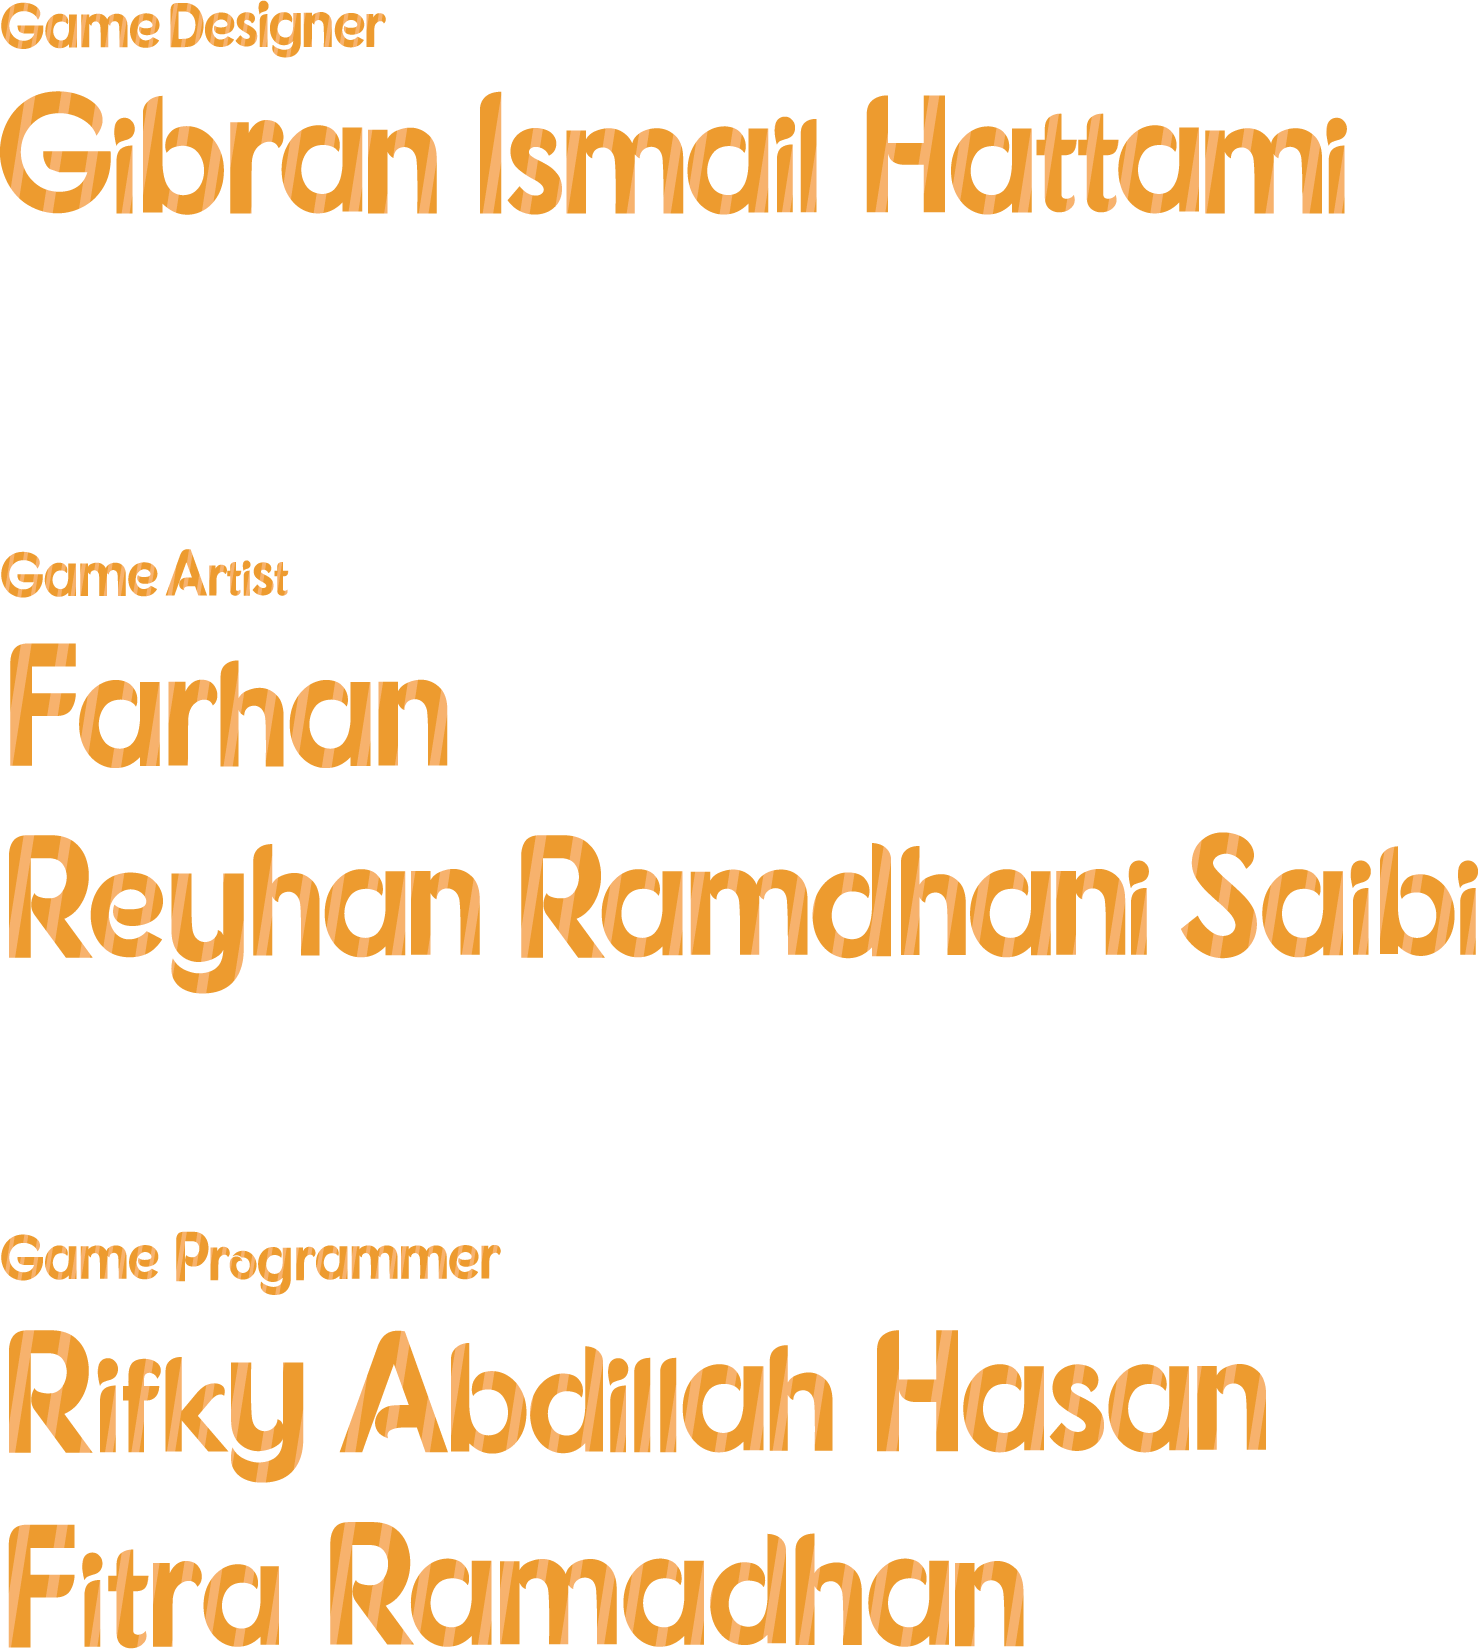 Game Designer
Gibran Ismail Hattami
Game Artist
Farhan
Reyhan Ramdhani Saibi
Game Programmer
Rifky Abdillah Hasan
Fitra Ramadhan